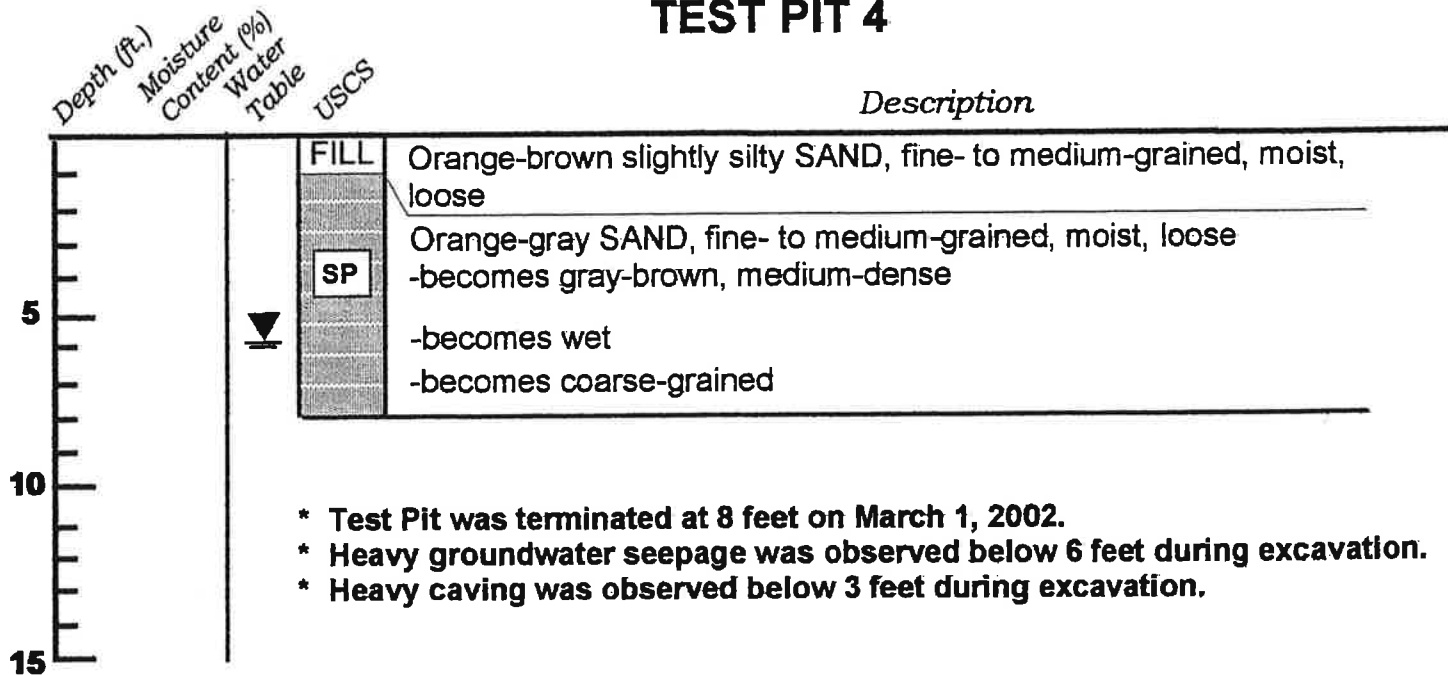 TEST PIT 4
Depth (ft.)
Moisture
Content (%)
Water
Table
USCS
Description
FILL
Orange-brown slightly silty SAND, fine- to medium-grained, moist,
loose
Orange-gray SAND, fine- to medium-grained, moist, loose
SP
-becomes gray-brown, medium-dense
5
-becomes wet
-becomes coarse-grained
10
* Test Pit was terminated at 8 feet on March 1, 2002.
* Heavy groundwater seepage was observed below 6 feet during excavation.
* Heavy caving was observed below 3 feet during excavation.
15